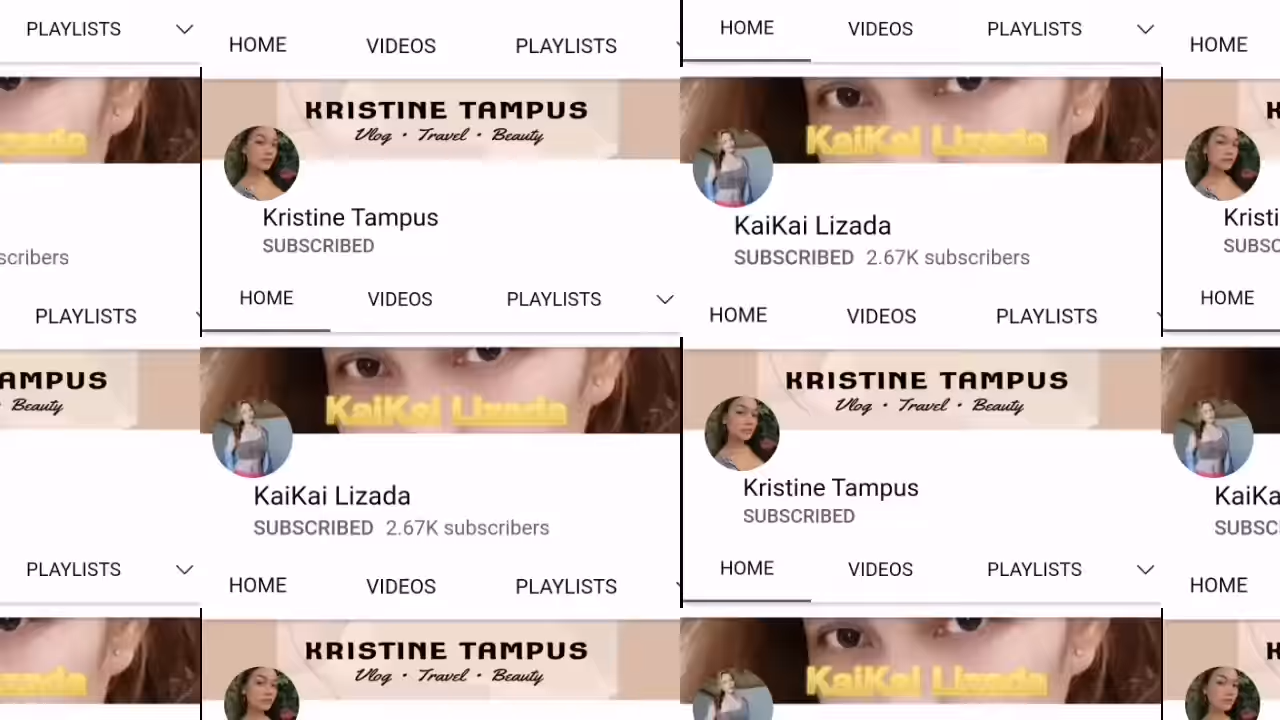 PLAYLISTS
HOME VIDEOS PLAYLISTS
HOME VIDEOS PLAYLISTS
HOME
KRISTINE TAMPUS
Vlog • Travel • Beauty
Kristine Tampus
SUBSCRIBED
HOME VIDEOS PLAYLISTS
KaiKai Lizada
KaiKai Lizada
SUBSCRIBED 2.67K subscribers
HOME VIDEOS PLAYLISTS
HOME
PLAYLISTS
Beauty
KaiKai Lizada
KaiKai Lizada
SUBSCRIBED 2.67K subscribers
HOME VIDEOS PLAYLISTS
KRISTINE TAMPUS
Vlog • Travel • Beauty
Kristine Tampus
SUBSCRIBED
HOME VIDEOS PLAYLISTS
PLAYLISTS
HOME
KRISTINE TAMPUS
Vlog • Travel • Beauty
KaiKai Lizada